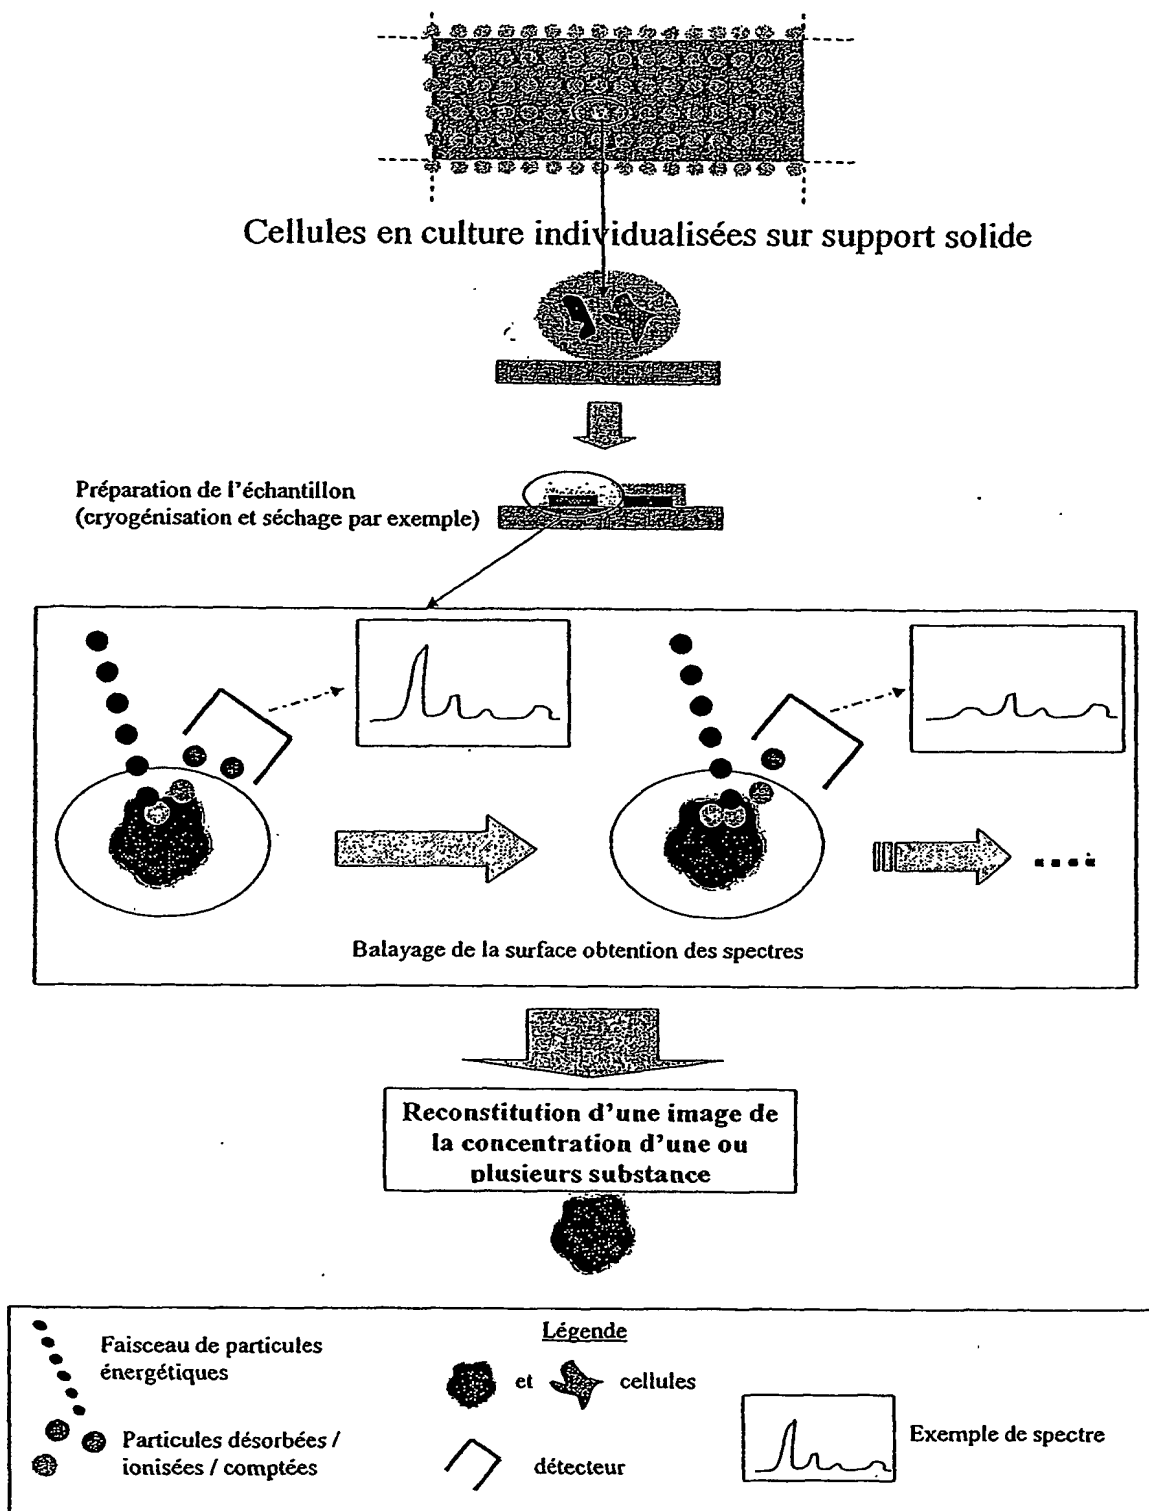 Cellules en culture individualisées sur support solide
Préparation de l'échantillon
(cryogénisation et séchage par exemple)
Balayage de la surface obtention des spectres
Reconstitution d'une image de
la concentration d'une ou
plusieurs substance
Légende
Faisceau de particules
énergétiques
et
cellules
Particules désorbées /
ionisées / comptées
détecteur
Exemple de spectre